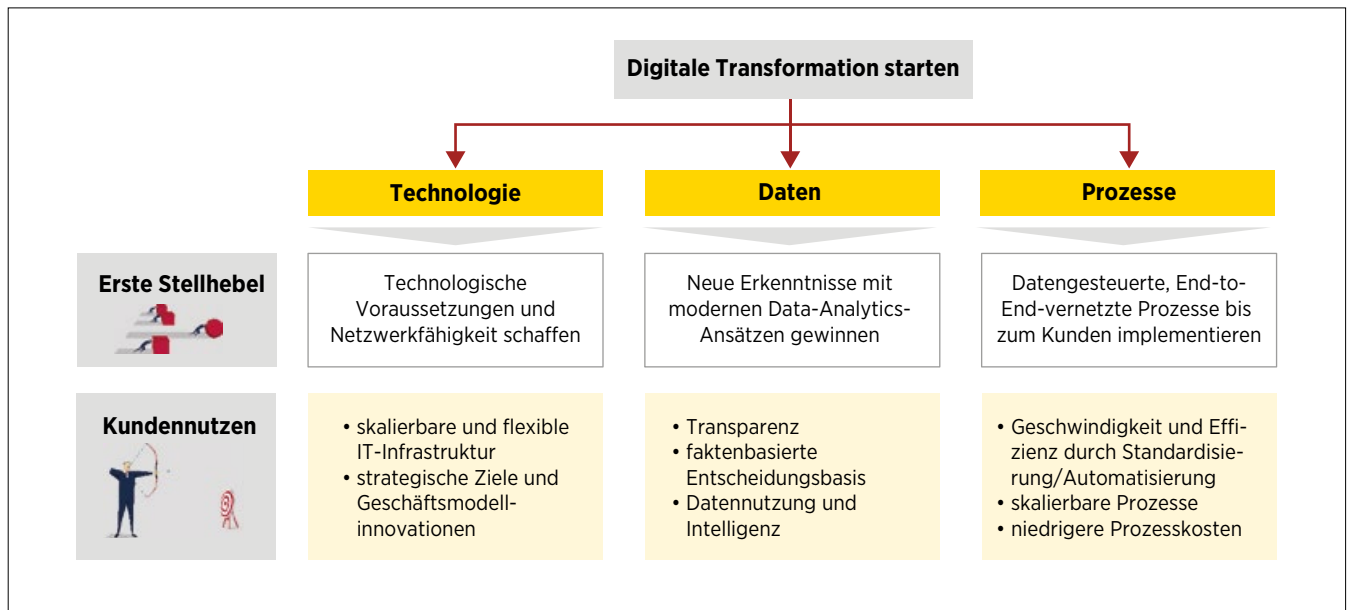 Digitale Transformation starten
Technologie
Daten
Prozesse
Erste Stellhebel
Technologische
Voraussetzungen und
Netzwerkfähigkeit schaffen
Neue Erkenntnisse mit
modernen Data-Analytics-
Ansätzen gewinnen
Datengesteuerte, End-to-
End-vernetzte Prozesse bis
zum Kunden implementieren
Kundennutzen
• skalierbare und flexible
IT-Infrastruktur
• strategische Ziele und
Geschäftsmodell-
innovationen
• Transparenz
• faktenbasierte
Entscheidungsbasis
• Datennutzung und
Intelligenz
• Geschwindigkeit und Effi-
zienz durch Standardisie-
rung/Automatisierung
• skalierbare Prozesse
• niedrigere Prozesskosten